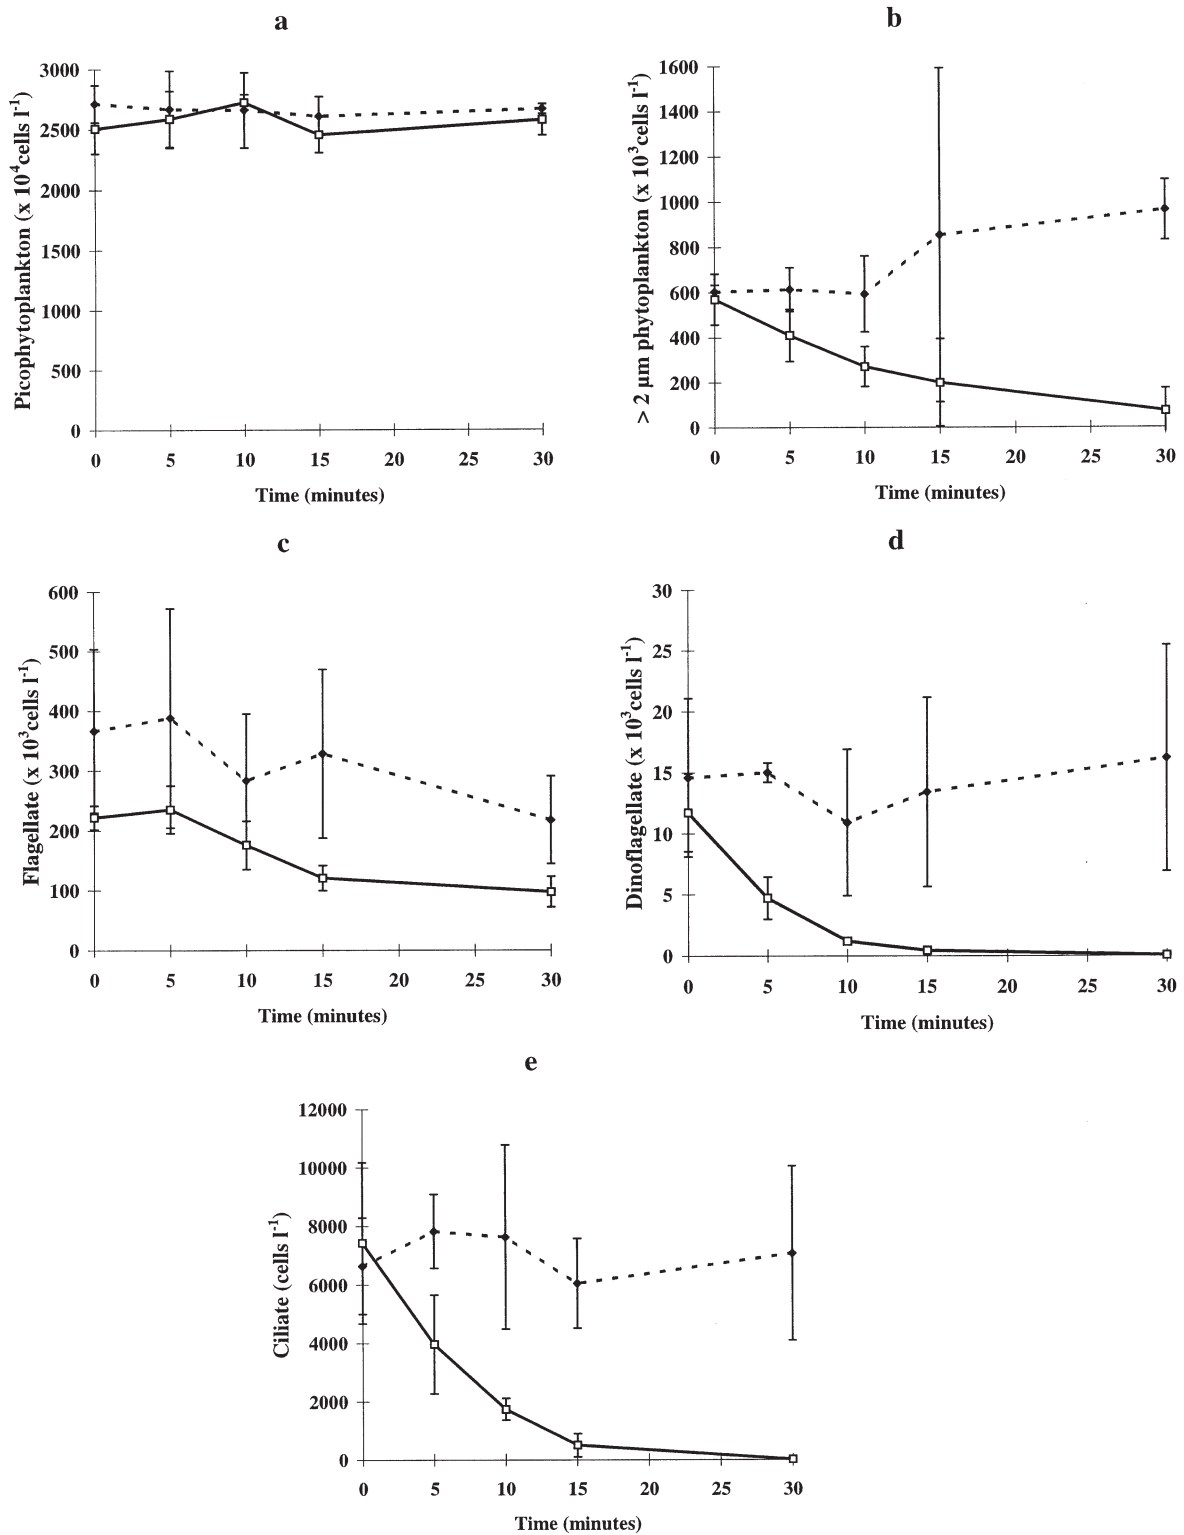 a
Picophytoplankton (x 10⁴cells l⁻¹)
3000
2500
2000
1500
1000
500
0
0 5 10 15 20 25 30
Time (minutes)
b
> 2 µm phytoplankton (x 10³cells l⁻¹)
1600
1400
1200
1000
800
600
400
200
0
0 5 10 15 20 25 30
Time (minutes)
c
Flagellate (x 10³cells l⁻¹)
600
500
400
300
200
100
0
0 5 10 15 20 25 30
Time (minutes)
d
Dinoflagellate (x 10³cells l⁻¹)
30
25
20
15
10
5
0
0 5 10 15 20 25 30
Time (minutes)
e
Ciliate (cells l⁻¹)
12000
10000
8000
6000
4000
2000
0
0 5 10 15 20 25 30
Time (minutes)